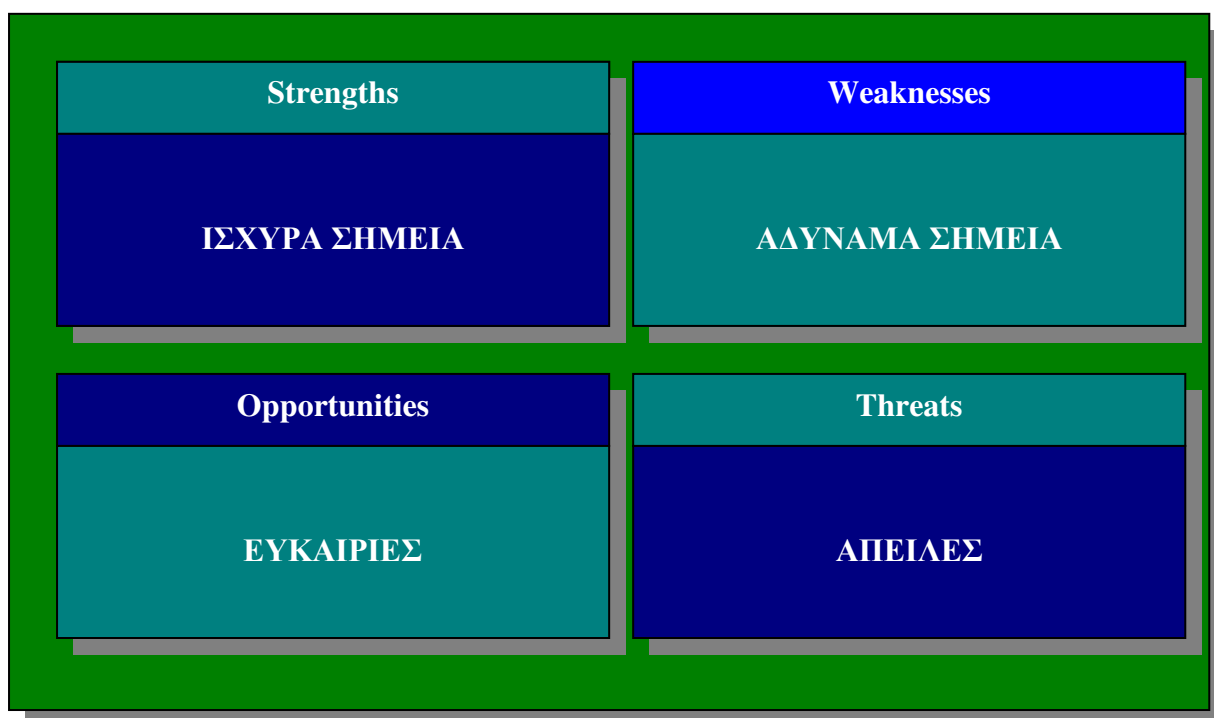 Strengths
ΙΣΧΥΡΑ ΣΗΜΕΙΑ
Weaknesses
ΑΔΥΝΑΜΑ ΣΗΜΕΙΑ
Opportunities
ΕΥΚΑΙΡΙΕΣ
Threats
ΑΠΕΙΛΕΣ